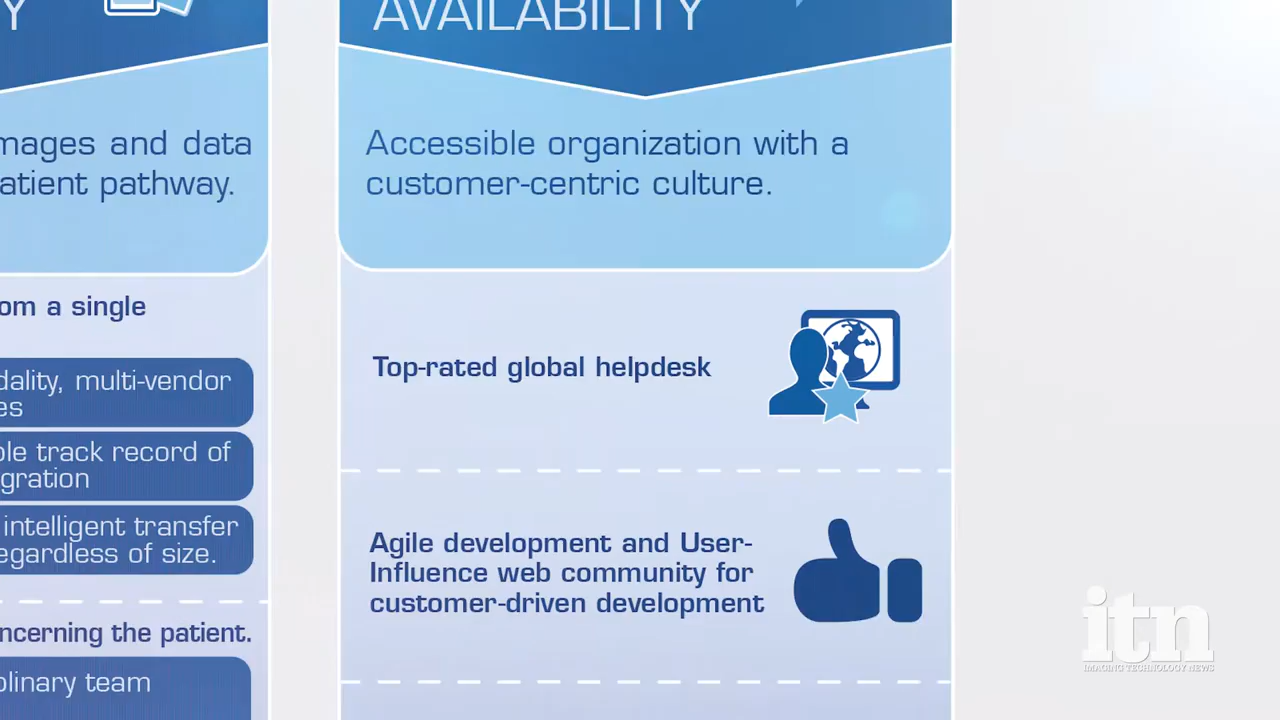 Y
mages and data
atient pathway.
om a single
dality, multi-vendor
es
ole track record of
gration
intelligent transfer
egardless of size.
ncerning the patient.
plinary team
AVAILABILITY
Accessible organization with a
customer-centric culture.
Top-rated global helpdesk
Agile development and User-
Influence web community for
customer-driven development
itn
IMAGING TECHNOLOGY NEWS